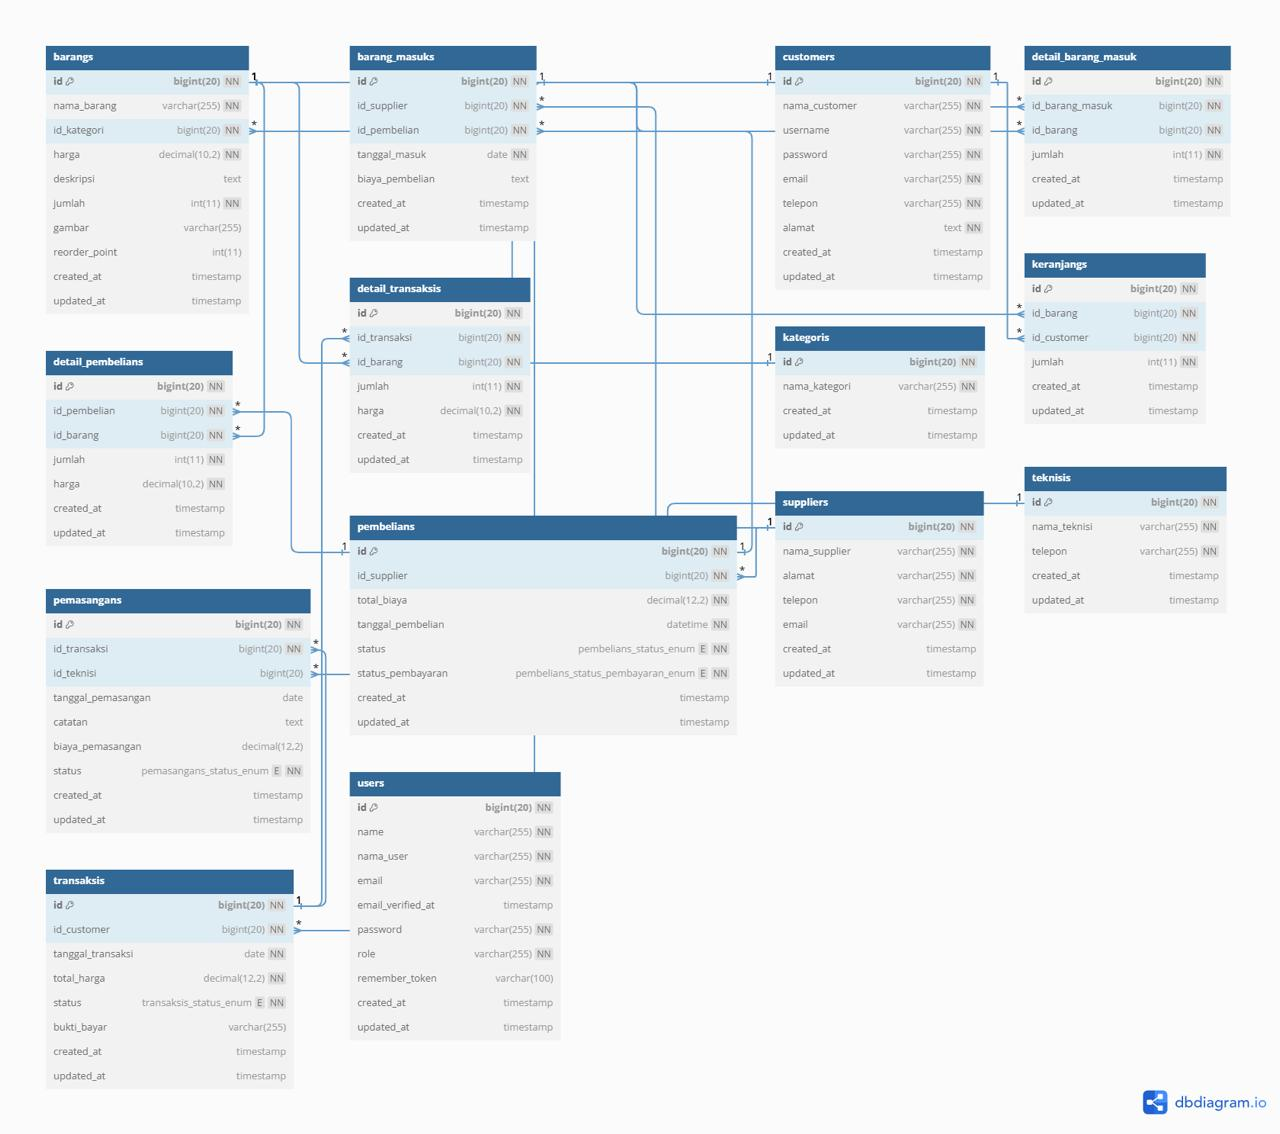 barangs
id bigint(20) NN
nama_barang varchar(255) NN
id_kategori bigint(20) NN
harga decimal(10,2) NN
deskripsi text
jumlah int(11) NN
gambar varchar(255)
reorder_point int(11)
created_at timestamp
updated_at timestamp
1
*
barang_masuks
id bigint(20) NN
id_supplier bigint(20) NN
id_pembelian bigint(20) NN
tanggal_masuk date NN
biaya_pembelian text
created_at timestamp
updated_at timestamp
1
*
*
customers
id bigint(20) NN
nama_customer varchar(255) NN
username varchar(255) NN
password varchar(255) NN
email varchar(255) NN
telepon varchar(255) NN
alamat text NN
created_at timestamp
updated_at timestamp
1
1
detail_barang_masuk
id bigint(20) NN
id_barang_masuk bigint(20) NN
id_barang bigint(20) NN
jumlah int(11) NN
created_at timestamp
updated_at timestamp
*
*
keranjangs
id bigint(20) NN
id_barang bigint(20) NN
id_customer bigint(20) NN
jumlah int(11) NN
created_at timestamp
updated_at timestamp
*
*
detail_transaksis
id bigint(20) NN
id_transaksi bigint(20) NN
id_barang bigint(20) NN
jumlah int(11) NN
harga decimal(10,2) NN
created_at timestamp
updated_at timestamp
*
*
kategoris
id bigint(20) NN
nama_kategori varchar(255) NN
created_at timestamp
updated_at timestamp
1
detail_pembelians
id bigint(20) NN
id_pembelian bigint(20) NN
id_barang bigint(20) NN
jumlah int(11) NN
harga decimal(10,2) NN
created_at timestamp
updated_at timestamp
*
*
teknisis
id bigint(20) NN
nama_teknisi varchar(255) NN
telepon varchar(255) NN
created_at timestamp
updated_at timestamp
1
suppliers
id bigint(20) NN
nama_supplier varchar(255) NN
alamat varchar(255) NN
telepon varchar(255) NN
email varchar(255) NN
created_at timestamp
updated_at timestamp
1
pembelians
id bigint(20) NN
id_supplier bigint(20) NN
total_biaya decimal(12,2) NN
tanggal_pembelian datetime NN
status pembelians_status_enum E NN
status_pembayaran pembelians_status_pembayaran_enum E NN
created_at timestamp
updated_at timestamp
1
1
*
pemasangans
id bigint(20) NN
id_transaksi bigint(20) NN
id_teknisi bigint(20)
tanggal_pemasangan date
catatan text
biaya_pemasangan decimal(12,2)
status pemasangans_status_enum E NN
created_at timestamp
updated_at timestamp
*
*
users
id bigint(20) NN
name varchar(255) NN
nama_user varchar(255) NN
email varchar(255) NN
email_verified_at timestamp
password varchar(255) NN
role varchar(255) NN
remember_token varchar(100)
created_at timestamp
updated_at timestamp
transaksis
id bigint(20) NN
id_customer bigint(20) NN
tanggal_transaksi date NN
total_harga decimal(12,2) NN
status transaksis_status_enum E NN
bukti_bayar varchar(255)
created_at timestamp
updated_at timestamp
1
*
dbdiagram.io